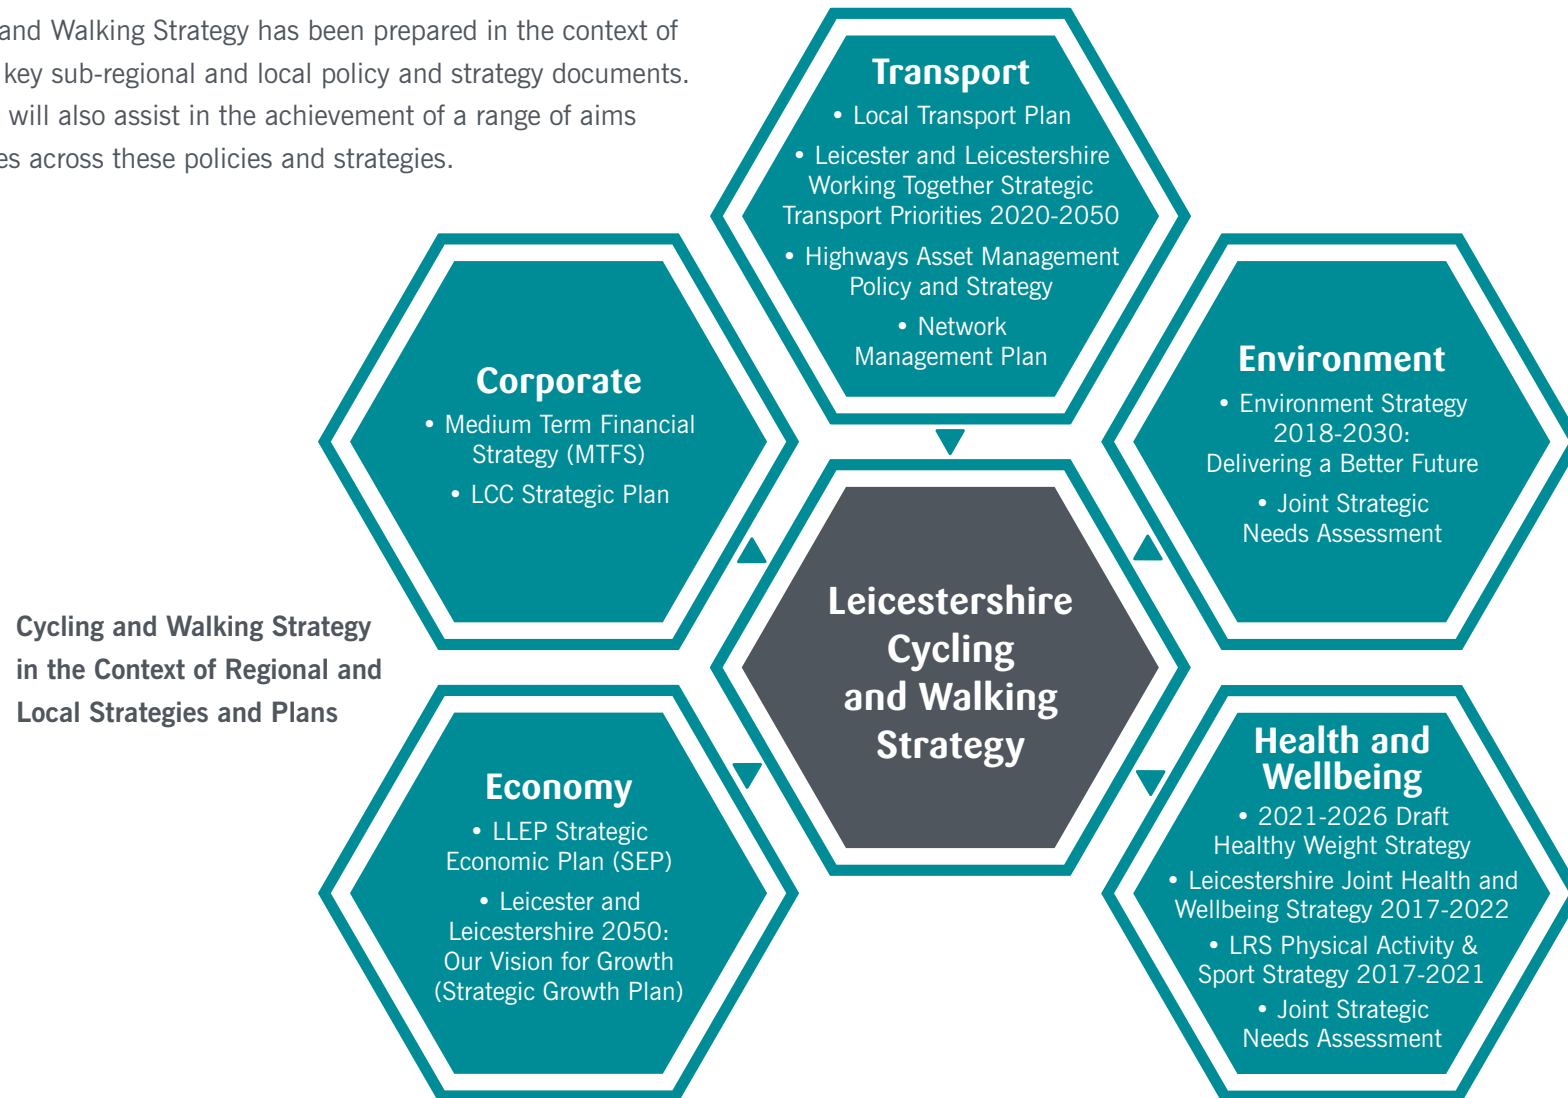 and Walking Strategy has been prepared in the context of
key sub-regional and local policy and strategy documents.
will also assist in the achievement of a range of aims
es across these policies and strategies.
Transport
• Local Transport Plan
• Leicester and Leicestershire
Working Together Strategic
Transport Priorities 2020-2050
• Highways Asset Management
Policy and Strategy
• Network
Management Plan
Corporate
• Medium Term Financial
Strategy (MTFS)
• LCC Strategic Plan
Environment
• Environment Strategy
2018-2030:
Delivering a Better Future
• Joint Strategic
Needs Assessment
Leicestershire
Cycling
and Walking
Strategy
Cycling and Walking Strategy
in the Context of Regional and
Local Strategies and Plans
Economy
• LLEP Strategic
Economic Plan (SEP)
• Leicester and
Leicestershire 2050:
Our Vision for Growth
(Strategic Growth Plan)
Health and
Wellbeing
• 2021-2026 Draft
Healthy Weight Strategy
• Leicestershire Joint Health and
Wellbeing Strategy 2017-2022
• LRS Physical Activity &
Sport Strategy 2017-2021
• Joint Strategic
Needs Assessment